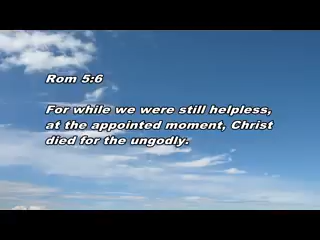 Rom 5:6
For while we were still helpless,
at the appointed moment, Christ
died for the ungodly.